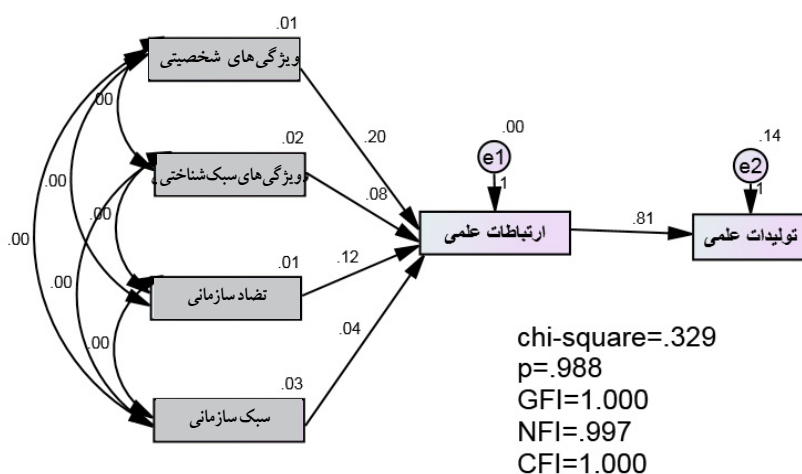 .01
ویژگی‌های شخصیتی
.00
.20
.02
ویژگی‌های سبک‌شناختی
.00
.08
.00
.00
.00
.00
.01
تضاد سازمانی
.12
.04
.03
سبک سازمانی
.00
e1
1
ارتباطات علمی
.81
.14
e2
1
تولیدات علمی
chi-square=.329
p=.988
GFI=1.000
NFI=.997
CFI=1.000